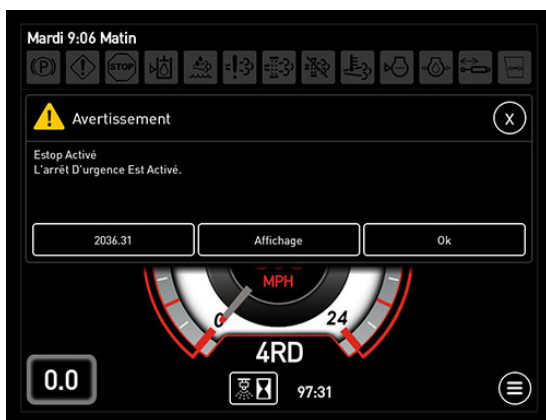 Mardi 9:06 Matin
(P)
STOP
Avertissement
X
Estop Activé
L'arrêt D'urgence Est Activé.
2036.31
Affichage
Ok
MPH
0
24
4RD
0.0
97:31